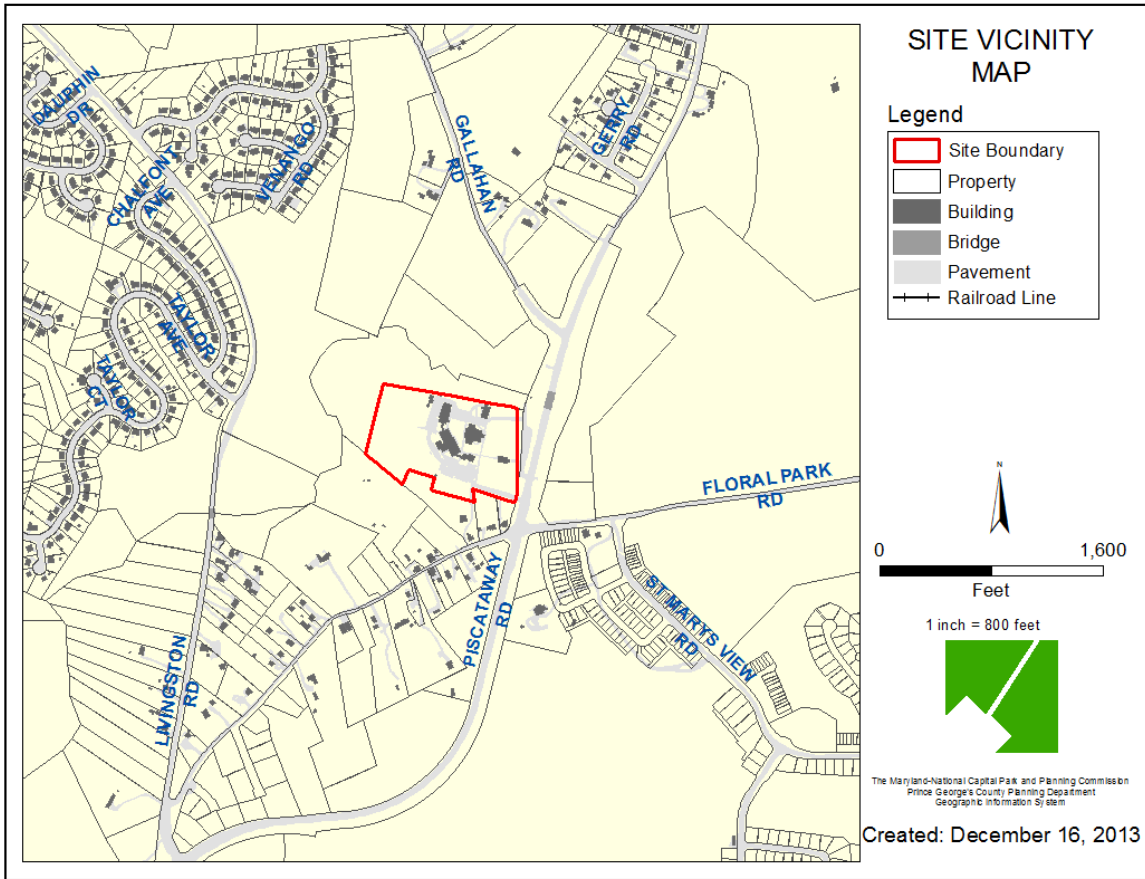 SITE VICINITY
MAP
Legend
Site Boundary
Property
Building
Bridge
Pavement
Railroad Line
DAUPHIN
DR
CHALFONT
AVE
VENANGO
RD
GALLAHAN
RD
GERRY
RD
TAYLOR
AVE
TAYLOR
CT
FLORAL PARK
RD
PISCATAWAY
RD
ST MARYS VIEW
RD
LIVINGSTON
RD
N
0 1,600
Feet
1 inch = 800 feet
The Maryland-National Capital Park and Planning Commission
Prince George's County Planning Department
Geographic Information System
Created: December 16, 2013